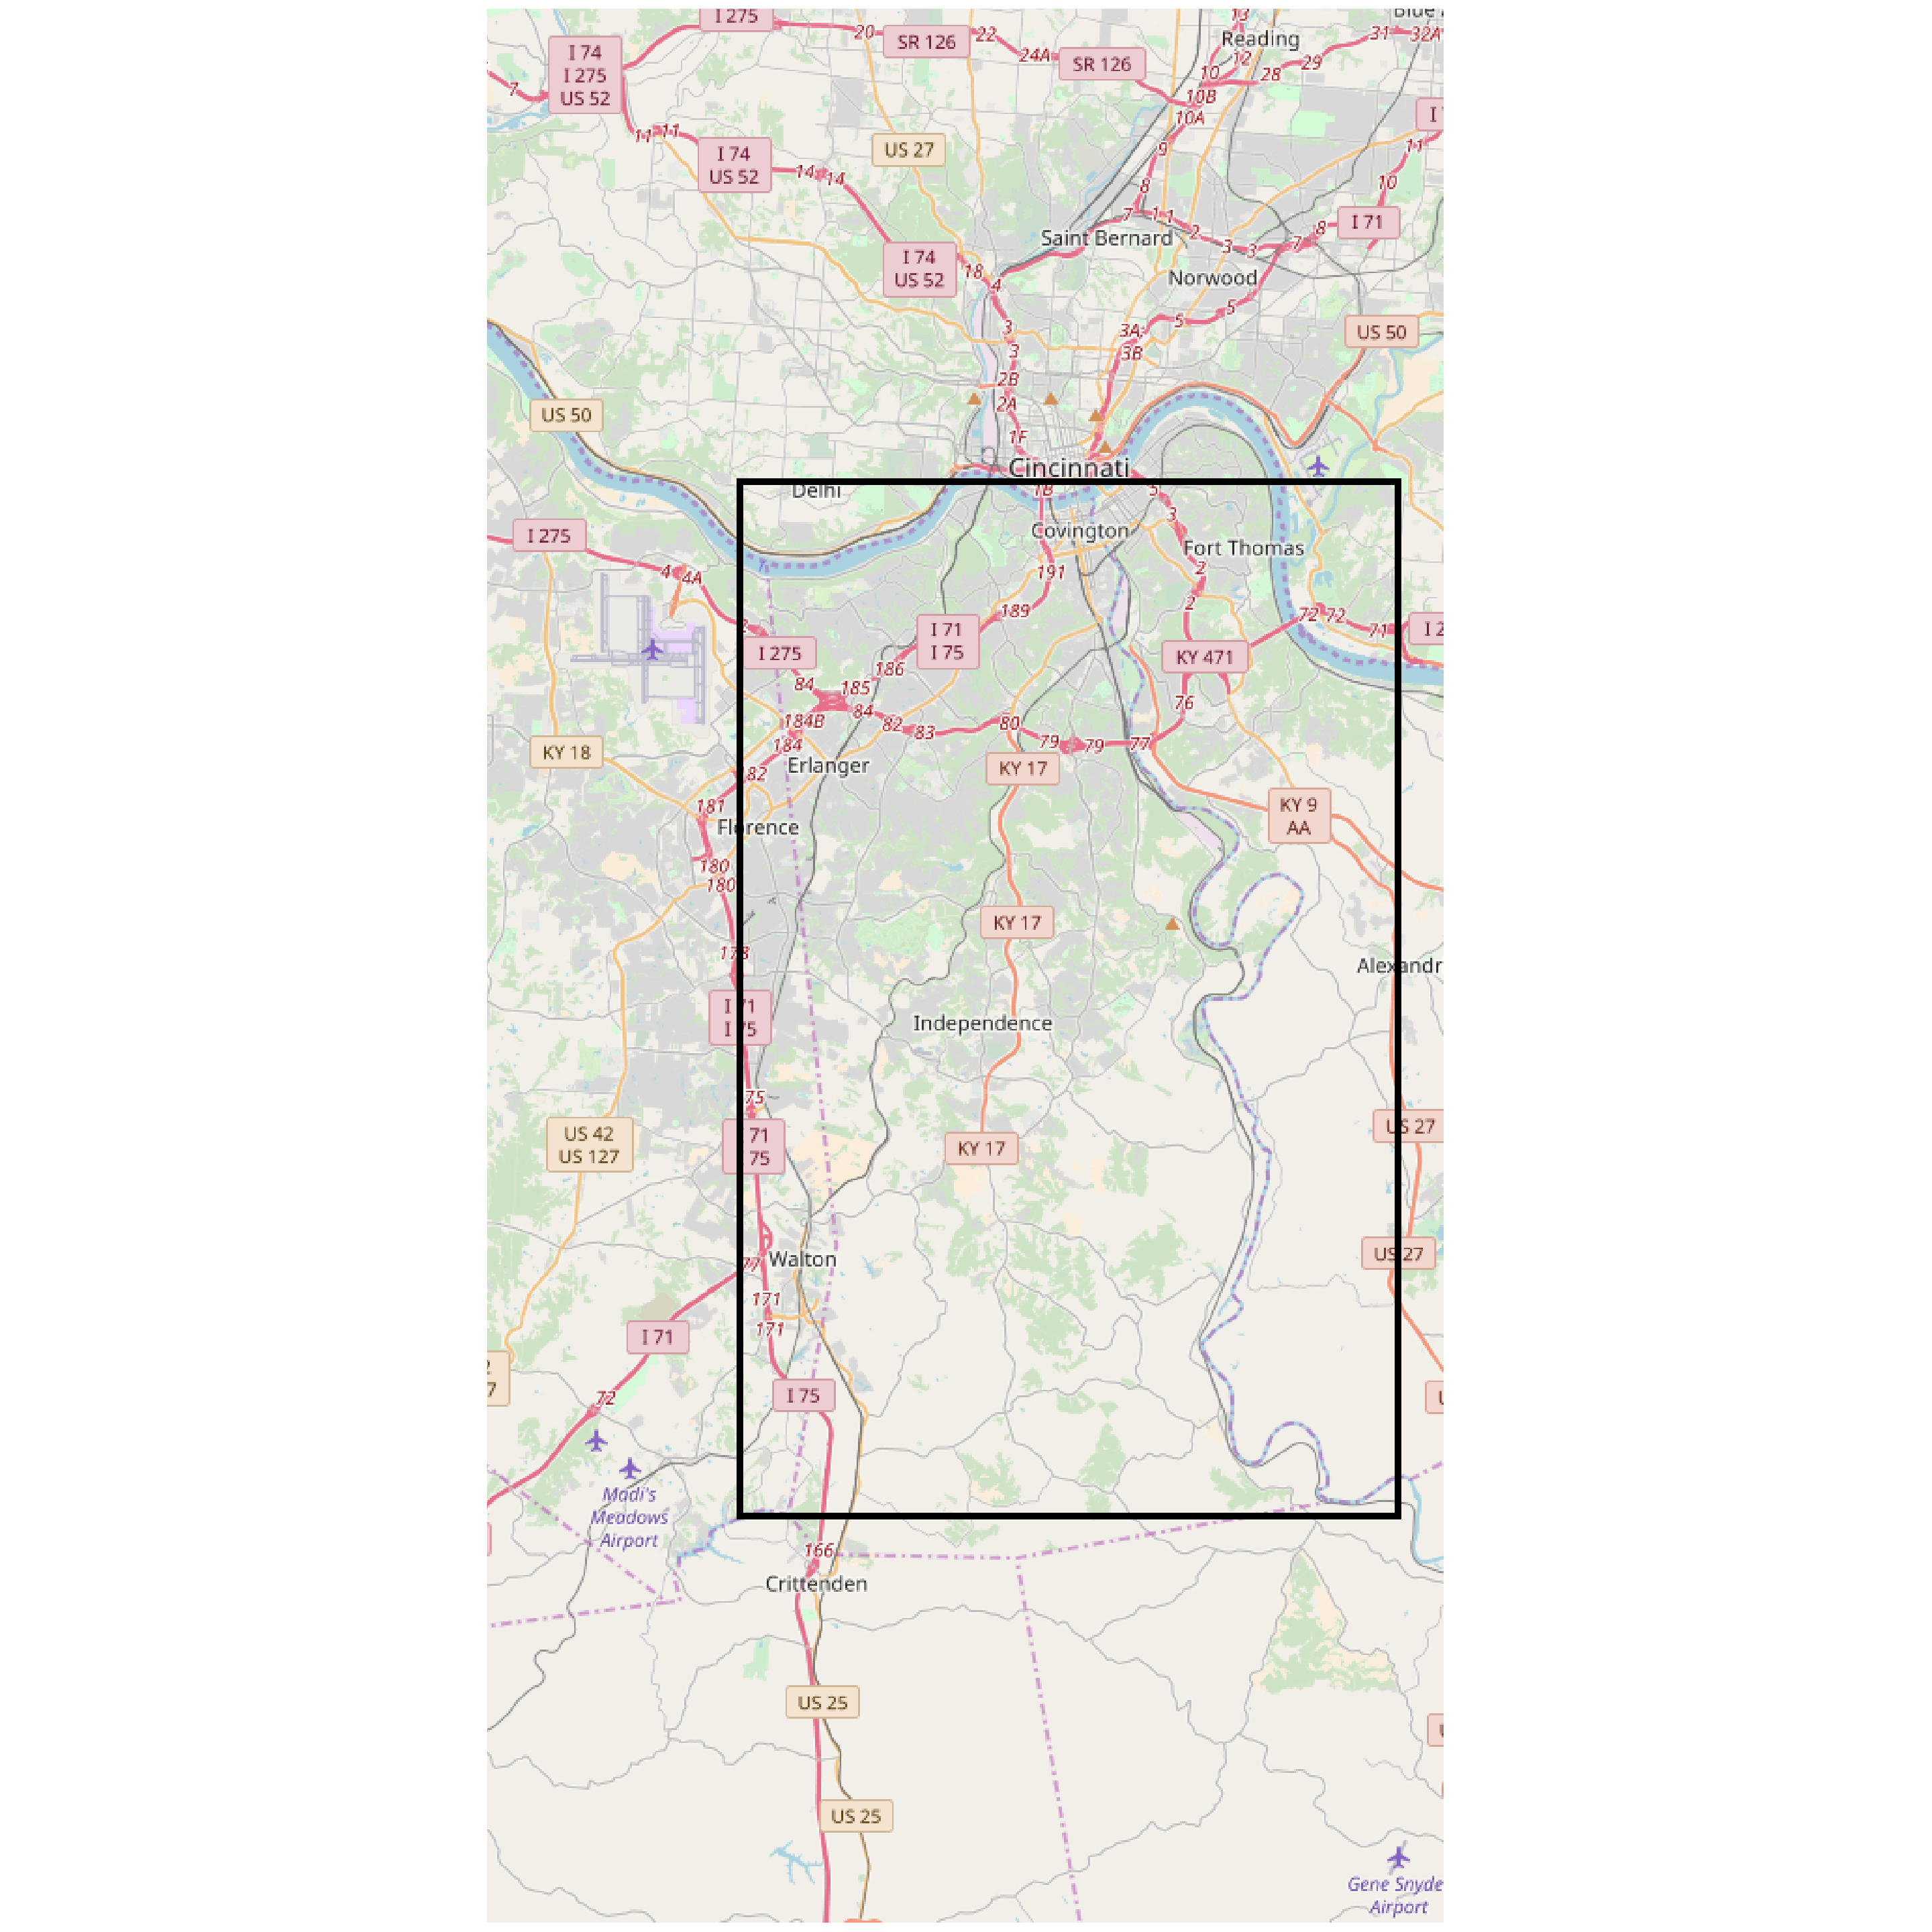 I 275
13
Reading
31
32A
I 74
I 275
US 52
20
SR 126
22
24A
SR 126
12
10
28
29
7
10B
10A
11
11
I 74
US 52
14
14
US 27
9
8
11
10
7
1
1
2
3
3
7
8
I 71
Saint Bernard
Norwood
I 74
US 52
18
4
3
3
5
5
3A;
3B
US 50
2B
2A
1F
US 50
Cincinnati
Delhi
1B
5
3
Covington
Fort Thomas
I 275
4
4A
191
2
2
189
72
72
71
2
I 275
I 71
I 75
186
KY 471
84
185
84
82
83
80
79
79
77
76
184B
184
Erlanger
KY 18
82
KY 17
181
Florence
KY 9
AA
180
180
KY 17
178
Alexandr
I 71
I 75
Independence
75
71
75
US 42
US 127
KY 17
US 27
US 27
77
Walton
171
171
I 71
72
I 75
Madi's
Meadows
Airport
166
Crittenden
US 25
US 25
Gene Snyde
Airport